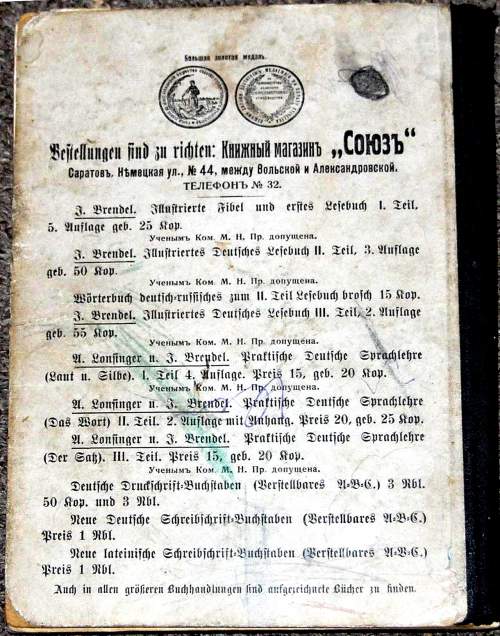 Большая золотая медаль.
Bestellungen sind zu richten: Книжный магазинъ „Союзъ“
Саратовъ, Нѣмецкая ул., № 44, между Вольской и Александровской.
ТЕЛЕФОНЪ № 32.
J. Brendel. Illustrierte Fibel und erstes Lesebuch I. Teil.
5. Auflage geb. 25 Kop.
Ученымъ Ком. М. Н. Пр. допущена.
J. Brendel. Illustriertes Deutsches Lesebuch II. Teil, 3. Auflage
geb. 50 Kop.
Ученымъ Ком. М. Н. Пр. допущена.
Wörterbuch deutsch-russisches zum II. Teil Lesebuch brosch 15 Kop.
J. Brendel. Illustriertes Deutsches Lesebuch III. Teil, 2. Auflage
geb. 55 Kop.
Ученымъ Ком. М. Н. Пр. допущена.
A. Lonsinger u. J. Brendel. Praktische Deutsche Sprachlehre
(Laut u. Silbe). I. Teil 4. Auflage. Preis 15, geb. 20 Kop.
Ученымъ Ком. М. Н. Пр. допущена.
A. Lonsinger u. J. Brendel. Praktische Deutsche Sprachlehre
(Das Wort) II. Teil. 2. Auflage mit Anhang. Preis 20, geb. 25 Kop.
A. Lonsinger u. J. Brendel. Praktische Deutsche Sprachlehre
(Der Satz). III. Teil. Preis 15, geb. 20 Kop.
Ученымъ Ком. М. Н. Пр. допущена.
Deutsche Druckschrift-Buchstaben (Verstellbares A-B-C.) 3 Rbl.
50 Kop. und 3 Rbl.
Neue Deutsche Schreibschrift-Buchstaben (Verstellbares A-B-C.)
Preis 1 Rbl.
Neue lateinische Schreibschrift-Buchstaben (Verstellbares A-B-C.)
Preis 1 Rbl.
Auch in allen größeren Buchhandlungen sind aufgezeichnete Bücher zu finden.